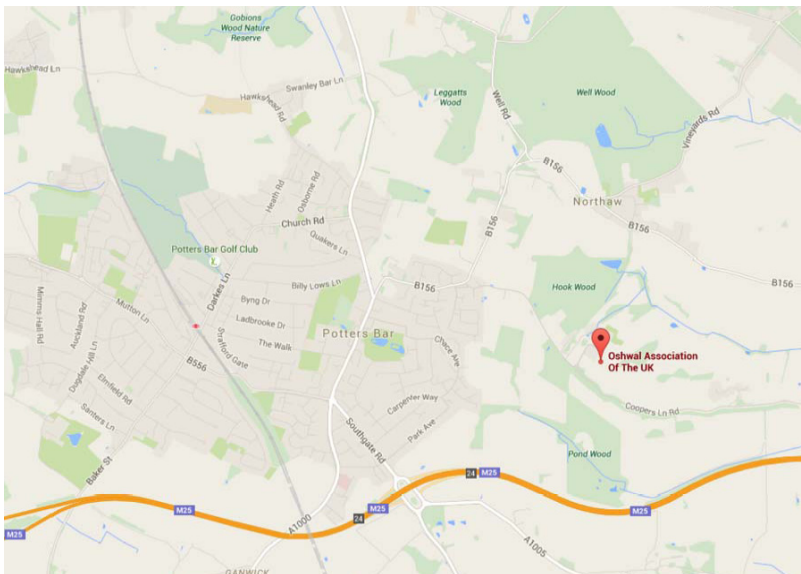 Gobions
Wood Nature
Reserve
Hawkshead Ln
Swanley Bar Ln
Hawkshead Rd
Leggatts
Wood
Well Rd
Well Wood
Vineyards Rd
B156
B156
Northaw
Heath Rd
Osborne Rd
Church Rd
Quakers Ln
Potters Bar Golf Club
Darkes Ln
Billy Lows Ln
B156
B156
B156
Hook Wood
Mimms Hall Rd
Auckland Rd
Mutton Ln
Byng Dr
Ladbrooke Dr
The Walk
Strafford Gate
Potters Bar
Chace Ave
Oshwal Association
Of The UK
Dugdale Hill Ln
B556
Elmfield Rd
Santers Ln
Carpenter Way
Park Ave
Coopers Ln Rd
Southgate Rd
Pond Wood
Baker St
24
M25
M25
M25
M25
M25
24
A1000
A1005
GANWICK